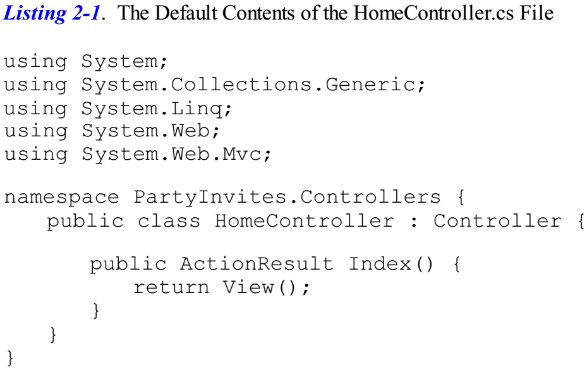 Listing 2-1. The Default Contents of the HomeController.cs File
using System;
using System.Collections.Generic;
using System.Linq;
using System.Web;
using System.Web.Mvc;
namespace PartyInvites.Controllers {
    public class HomeController : Controller {
        public ActionResult Index() {
            return View();
        }
    }
}